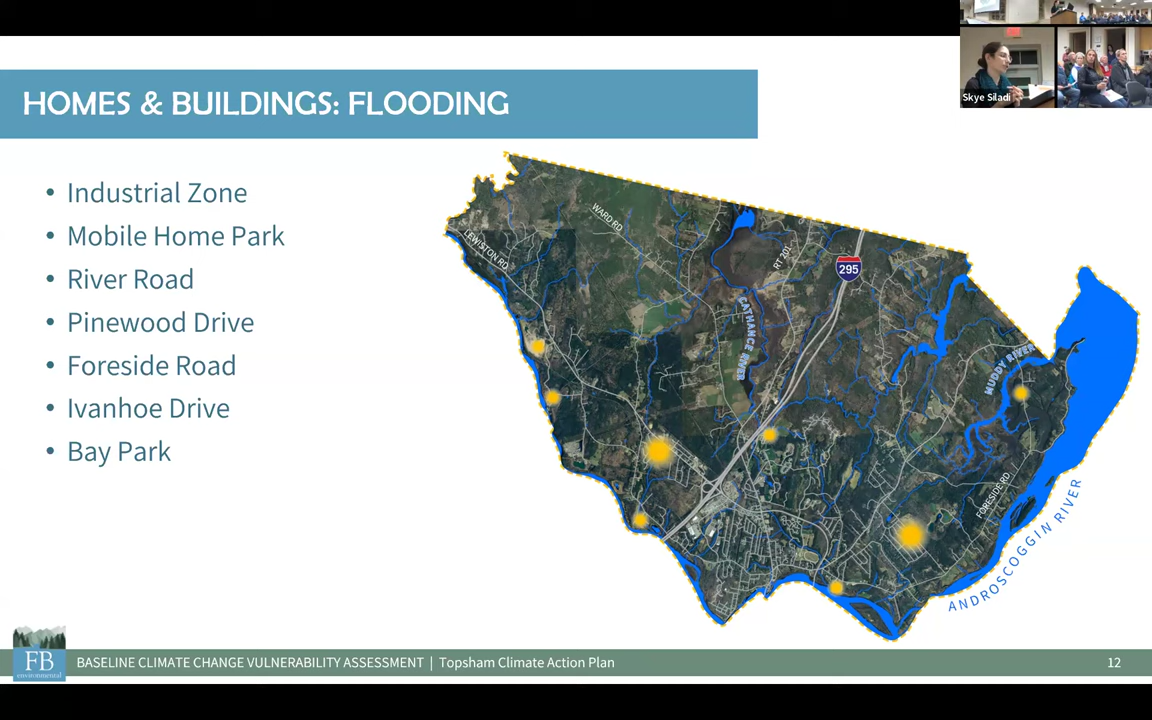 Skye Siladi
HOMES & BUILDINGS: FLOODING
• Industrial Zone
• Mobile Home Park
• River Road
• Pinewood Drive
• Foreside Road
• Ivanhoe Drive
• Bay Park
LEWISTON RD
WARD RD
RT 201
295
CATHANCE RIVER
MUDDY RIVER
FORESIDE RD
ANDROSCOGGIN RIVER
FB
environmental
BASELINE CLIMATE CHANGE VULNERABILITY ASSESSMENT | Topsham Climate Action Plan
12